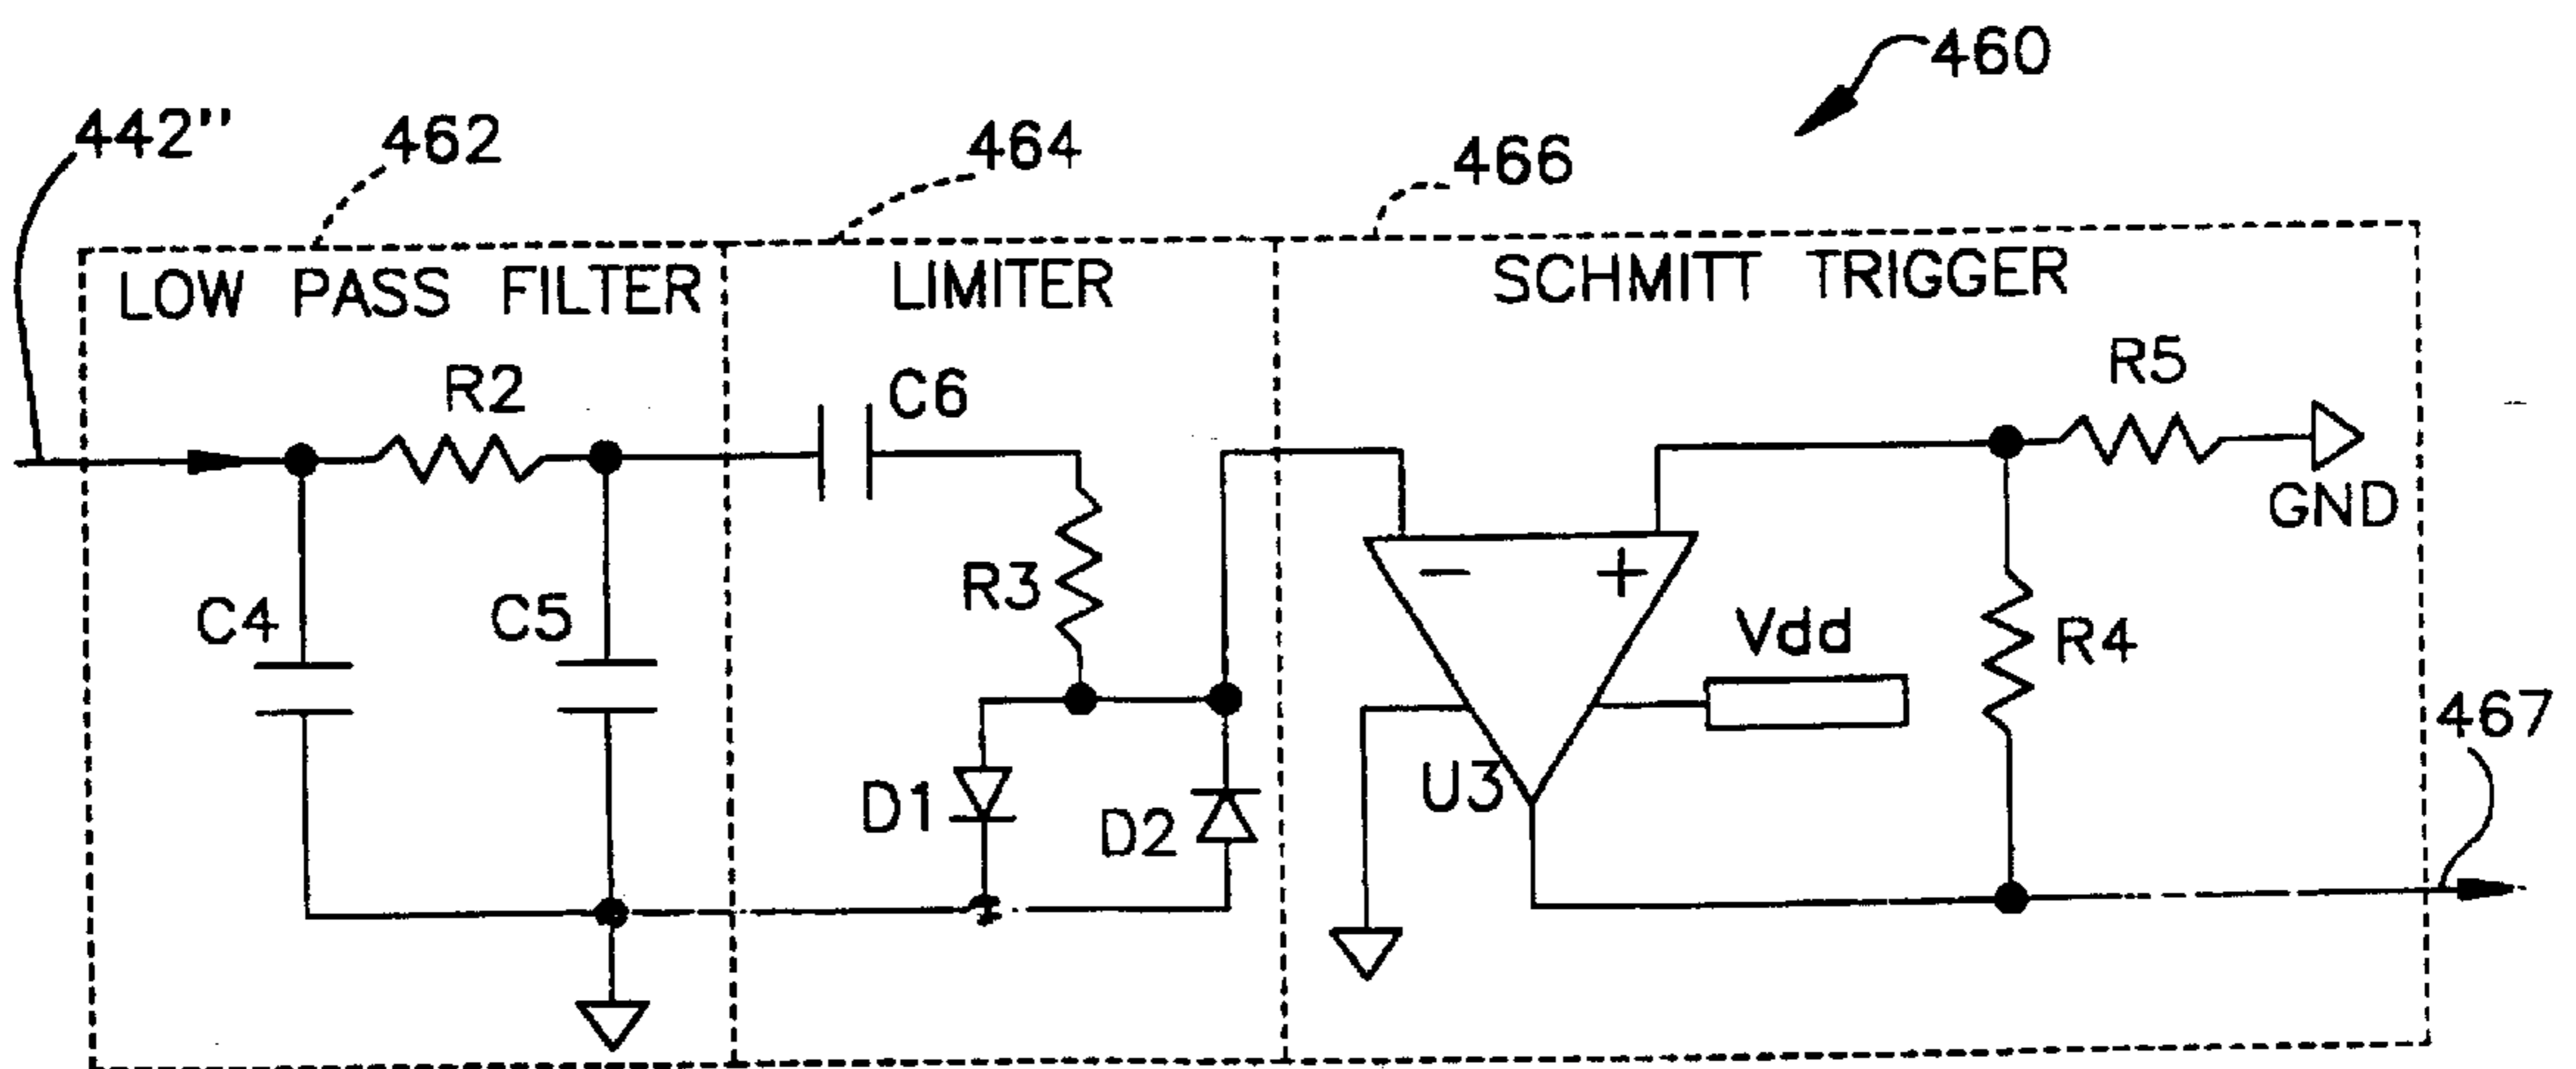 460
442"
462
464
466
LOW PASS FILTER
LIMITER
SCHMITT TRIGGER
R2
C6
R5
GND
C4
C5
R3
−
+
Vdd
R4
D1
D2
U3
467